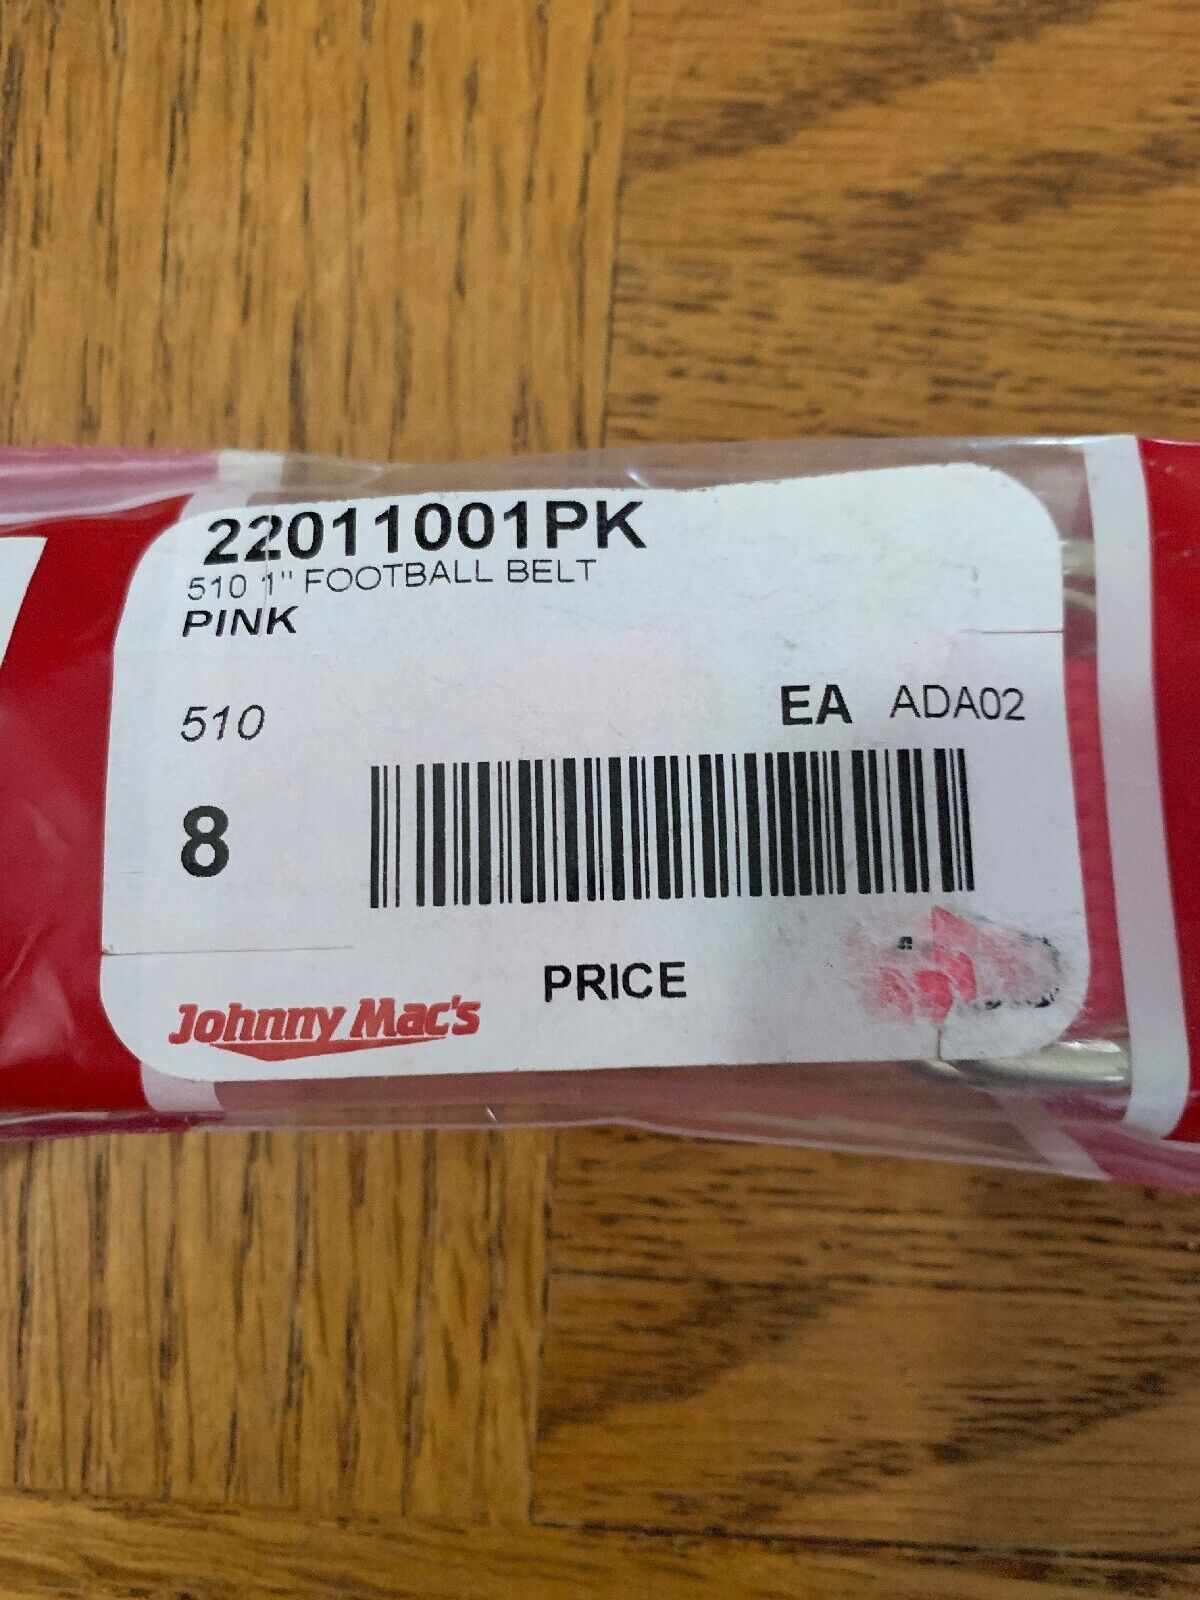 22011001PK
510 1" FOOTBALL BELT
PINK
510 EA ADA02
8
PRICE
Johnny Mac's